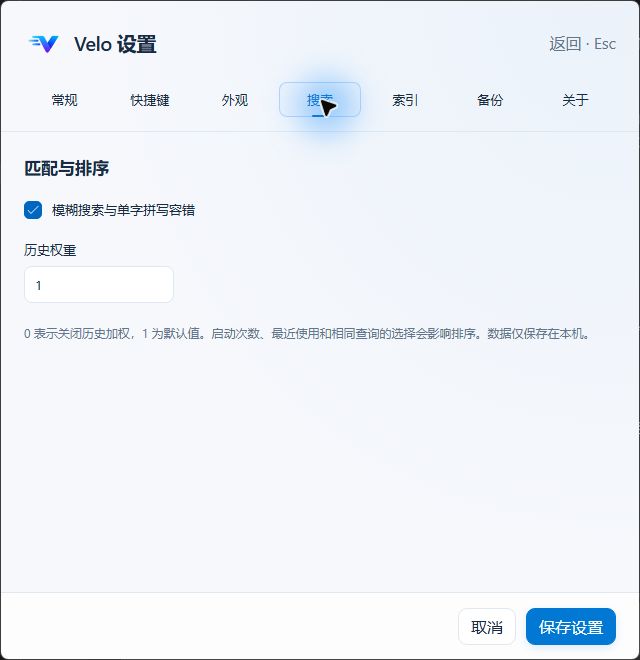 Velo 设置
返回 · Esc
常规 快捷键 外观 搜索 索引 备份 关于
匹配与排序
模糊搜索与单字拼写容错
历史权重
1
0 表示关闭历史加权，1 为默认值。启动次数、最近使用和相同查询的选择会影响排序。数据仅保存在本机。
取消 保存设置